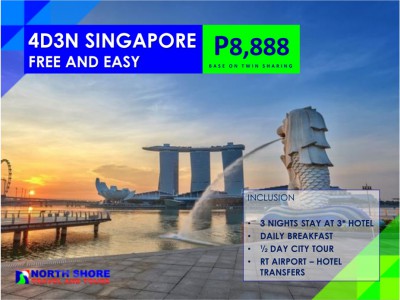 4D3N SINGAPORE
FREE AND EASY
P8,888
BASE ON TWIN SHARING
INCLUSION
• 3 NIGHTS STAY AT 3* HOTEL
• DAILY BREAKFAST
• ½ DAY CITY TOUR
• RT AIRPORT – HOTEL
TRANSFERS
NORTH SHORE